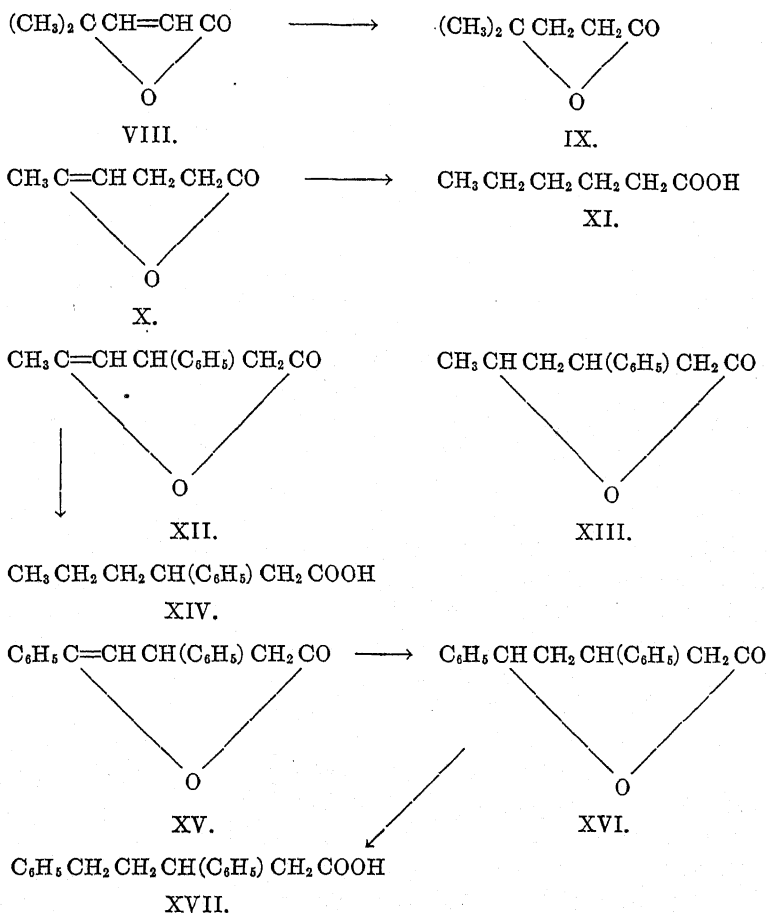 (CH₃)₂ C CH=CH CO ⟶ (CH₃)₂ C CH₂ CH₂ CO
O O
VIII. IX.
CH₃ C=CH CH₂ CH₂ CO ⟶ CH₃ CH₂ CH₂ CH₂ CH₂ COOH
XI.
O
X.
CH₃ C=CH CH(C₆H₅) CH₂ CO CH₃ CH CH₂ CH(C₆H₅) CH₂ CO
O O
XII. XIII.
CH₃ CH₂ CH₂ CH(C₆H₅) CH₂ COOH
XIV.
C₆H₅ C=CH CH(C₆H₅) CH₂ CO ⟶ C₆H₅ CH CH₂ CH(C₆H₅) CH₂ CO
O O
XV. XVI.
C₆H₅ CH₂ CH₂ CH(C₆H₅) CH₂ COOH
XVII.